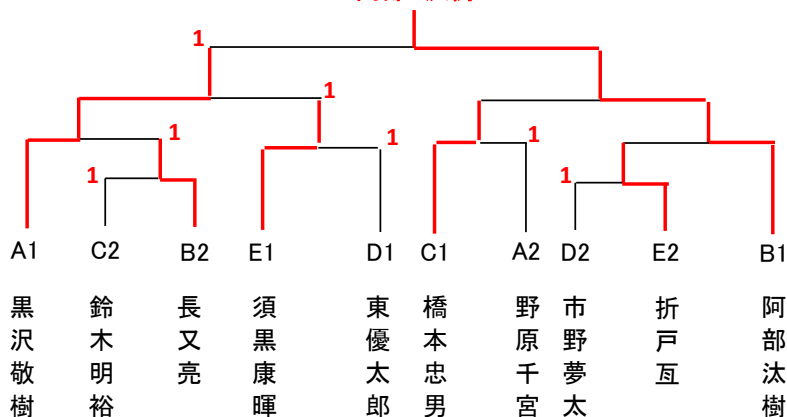 1
1
1
1
1
1
1
A1
C2
B2
E1
D1
C1
A2
D2
E2
B1
黒沢敬樹
鈴木明裕
長又亮
須黒康暉
東優太郎
橋本忠男
野原千宮
市野夢太
折戸亙
阿部汰樹